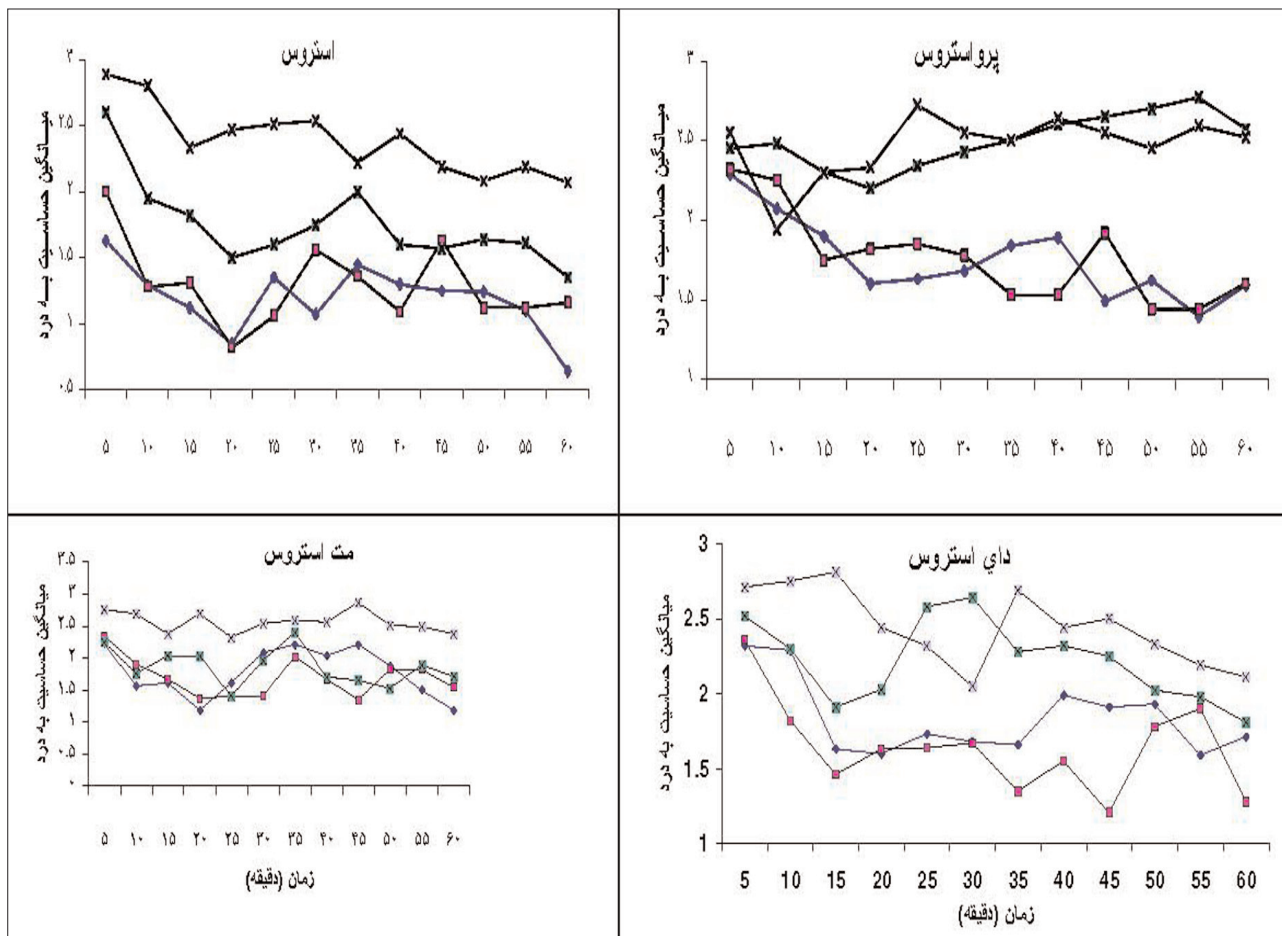 استروس
میانگین حساسیت به درد
۳
۲.۵
۲
۱.۵
۱
۰.۵
۵ ۱۰ ۱۵ ۲۰ ۲۵ ۳۰ ۳۵ ۴۰ ۴۵ ۵۰ ۵۵ ۶۰
پرواستروس
میانگین حساسیت به درد
۳
۲.۵
۲
۱.۵
۱
۵ ۱۰ ۱۵ ۲۰ ۲۵ ۳۰ ۳۵ ۴۰ ۴۵ ۵۰ ۵۵ ۶۰
مت استروس
میانگین حساسیت به درد
۳.۵
۳
۲.۵
۲
۱.۵
۱
۰.۵
۰
۵ ۱۰ ۱۵ ۲۰ ۲۵ ۳۰ ۳۵ ۴۰ ۴۵ ۵۰ ۵۵ ۶۰
زمان (دقیقه)
داي استروس
میانگین حساسیت به درد
3
2.5
2
1.5
1
5 10 15 20 25 30 35 40 45 50 55 60
زمان (دقیقه)